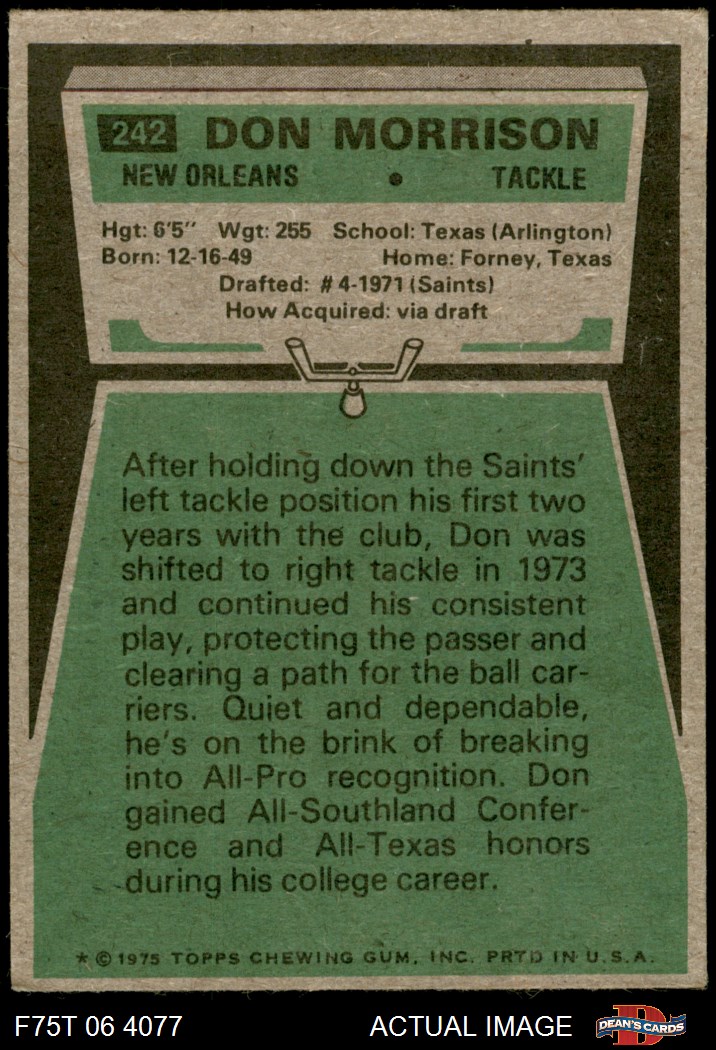 242 DON MORRISON
NEW ORLEANS • TACKLE
Hgt: 6'5" Wgt: 255 School: Texas (Arlington)
Born: 12-16-49 Home: Forney, Texas
Drafted: #4-1971 (Saints)
How Acquired: via draft
After holding down the Saints'
left tackle position his first two
years with the club, Don was
shifted to right tackle in 1973
and continued his consistent
play, protecting the passer and
clearing a path for the ball car-
riers. Quiet and dependable,
he's on the brink of breaking
into All-Pro recognition. Don
gained All-Southland Confer-
ence and All-Texas honors
during his college career.
* © 1975 TOPPS CHEWING GUM, INC. PRTD IN U.S.A.
F75T 06 4077 ACTUAL IMAGE D DEAN'S CARDS